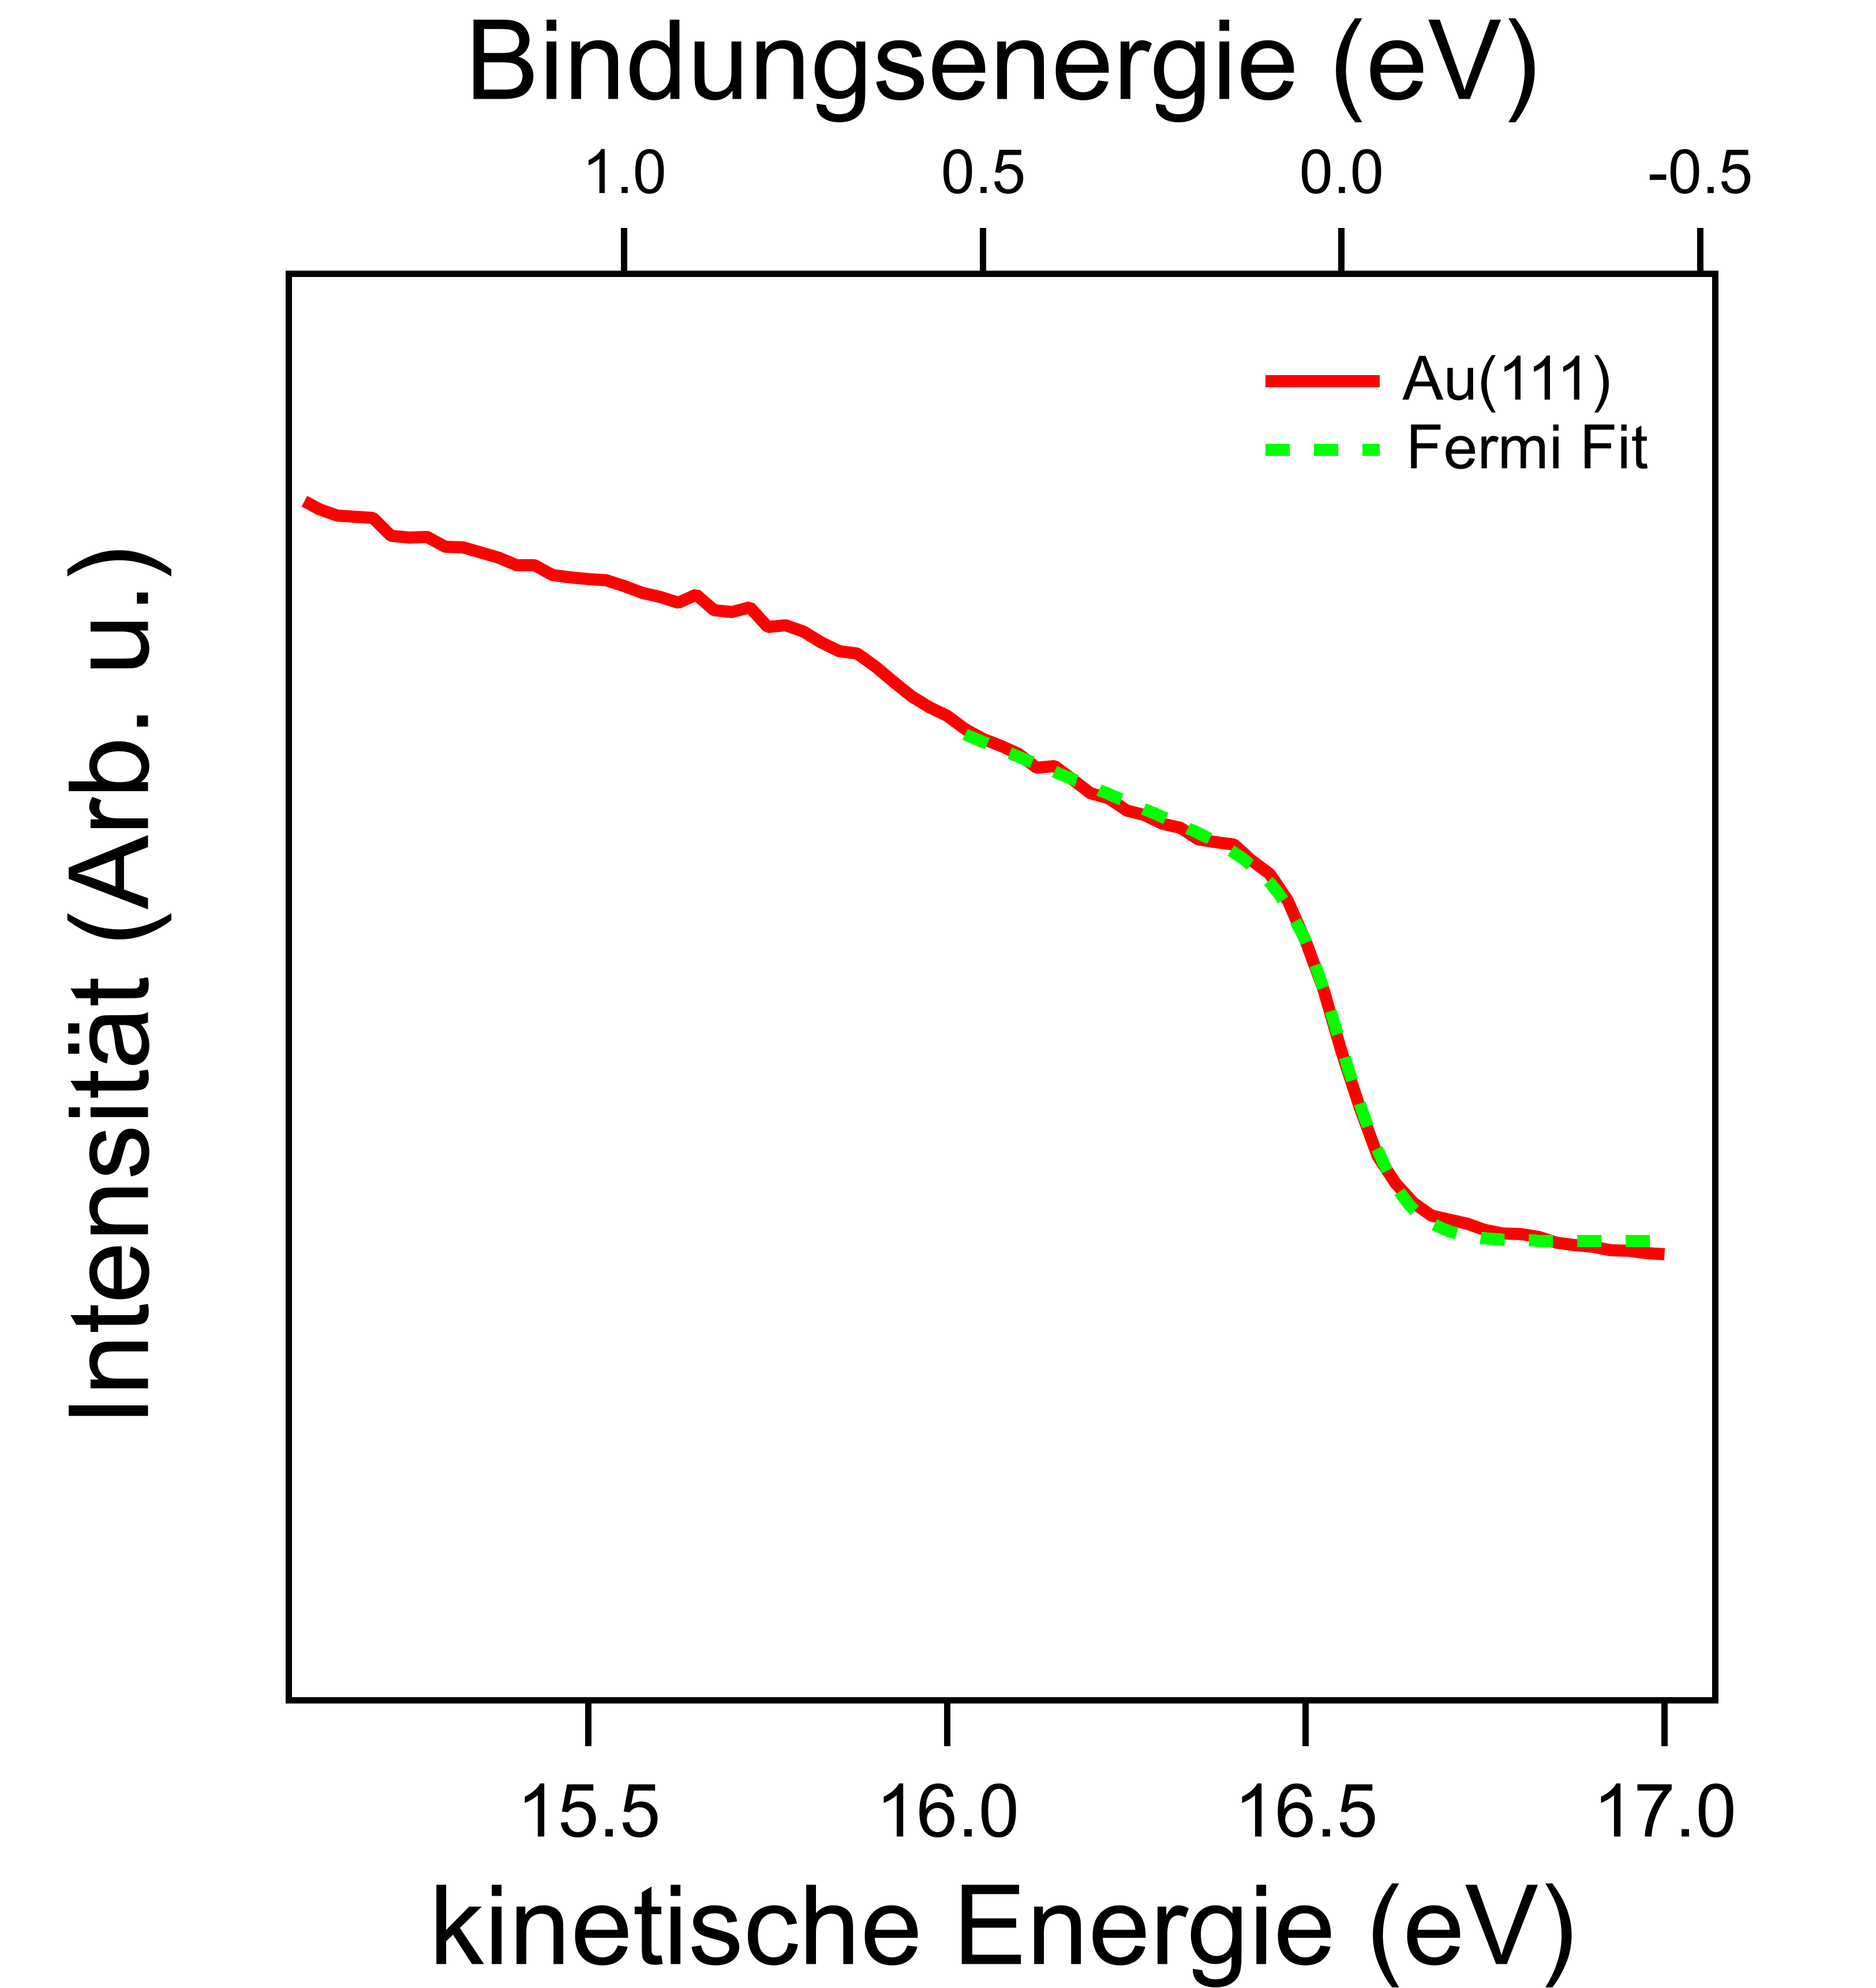 Bindungsenergie (eV)
1.0 0.5 0.0 -0.5
Au(111)
Fermi Fit
Intensität (Arb. u.)
15.5 16.0 16.5 17.0
kinetische Energie (eV)